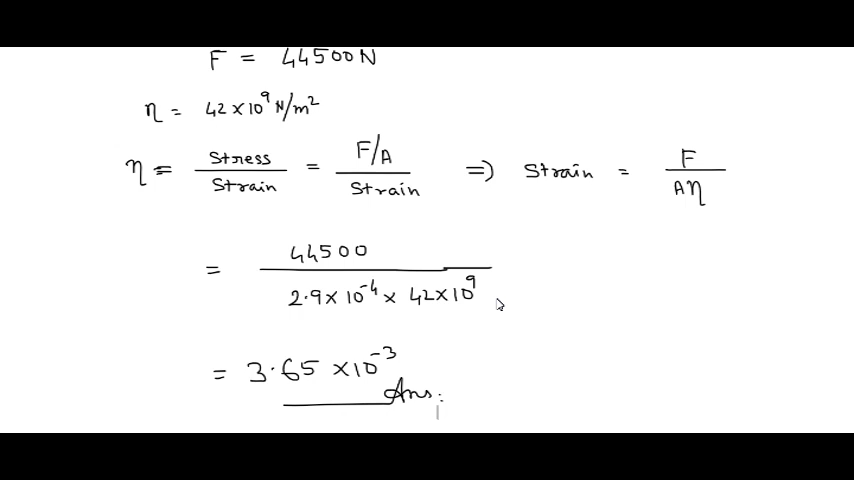 F = 44500 N
η = 42 × 10⁹ N/m²
η = Stress/Strain = F/A / Strain ⇒ Strain = F / Aη
= 44500 / 2.9 × 10⁻⁴ × 42 × 10⁹
= 3.65 × 10⁻³ Ans.